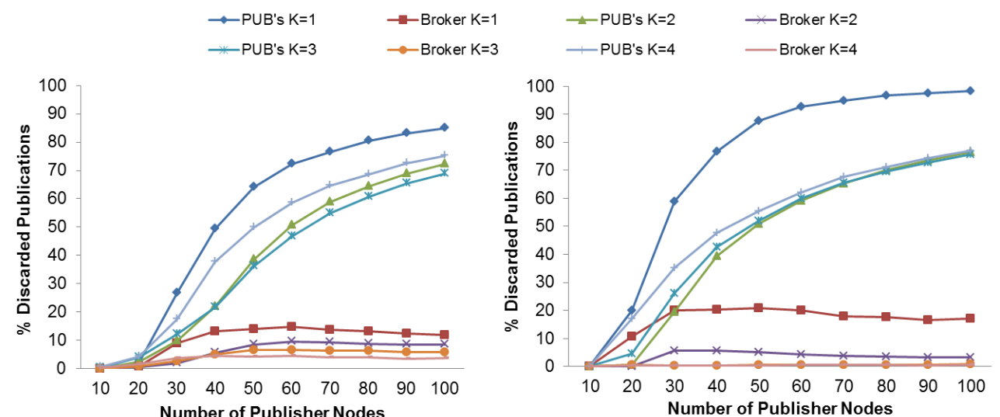 PUB's K=1 Broker K=1 PUB's K=2 Broker K=2
PUB's K=3 Broker K=3 PUB's K=4 Broker K=4
% Discarded Publications
100
90
80
70
60
50
40
30
20
10
0
10 20 30 40 50 60 70 80 90 100
Number of Publisher Nodes
% Discarded Publications
100
90
80
70
60
50
40
30
20
10
0
10 20 30 40 50 60 70 80 90 100
Number of Publisher Nodes